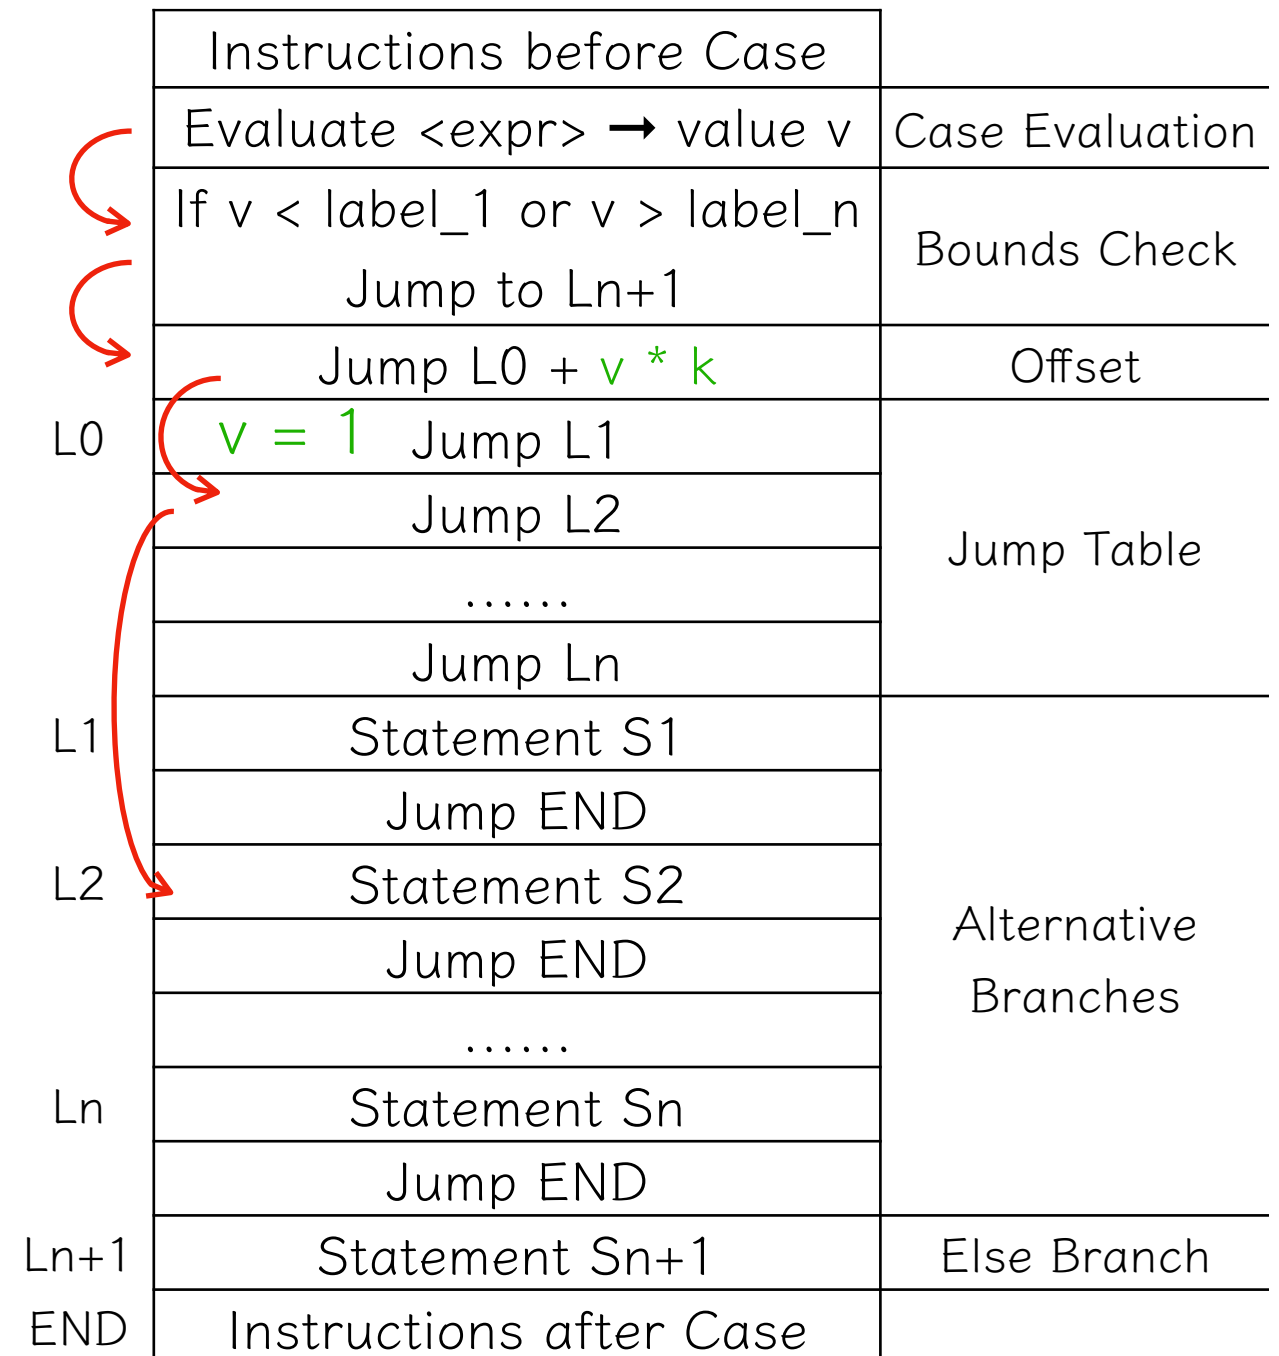 Instructions before Case
Evaluate <expr> → value v Case Evaluation
If v < label_1 or v > label_n
Jump to Ln+1
Bounds Check
Jump L0 + v * k Offset
L0 v = 1 Jump L1
Jump L2
Jump Table
......
Jump Ln
L1 Statement S1
Jump END
L2 Statement S2
Jump END
Alternative
Branches
......
Ln Statement Sn
Jump END
Ln+1 Statement Sn+1 Else Branch
END Instructions after Case